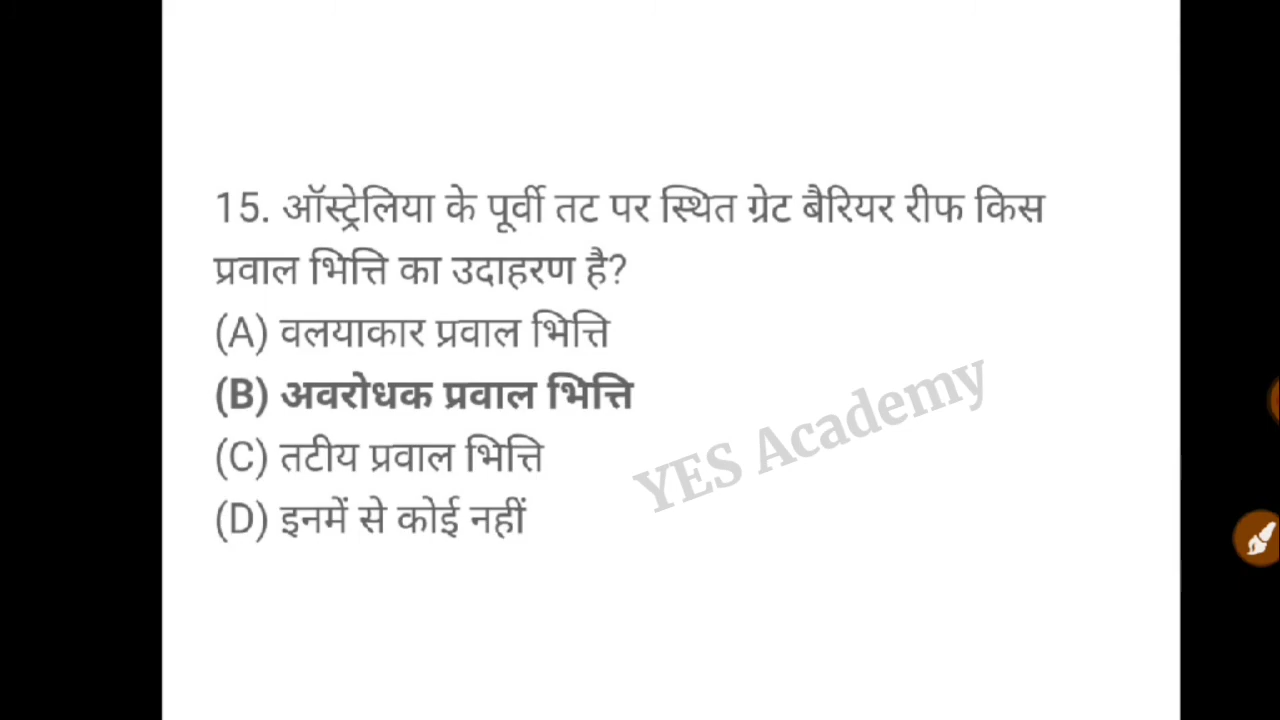 15. ऑस्ट्रेलिया के पूर्वी तट पर स्थित ग्रेट बैरियर रीफ किस
प्रवाल भित्ति का उदाहरण है?
(A) वलयाकार प्रवाल भित्ति
(B) अवरोधक प्रवाल भित्ति
(C) तटीय प्रवाल भित्ति
(D) इनमें से कोई नहीं
YES Academy